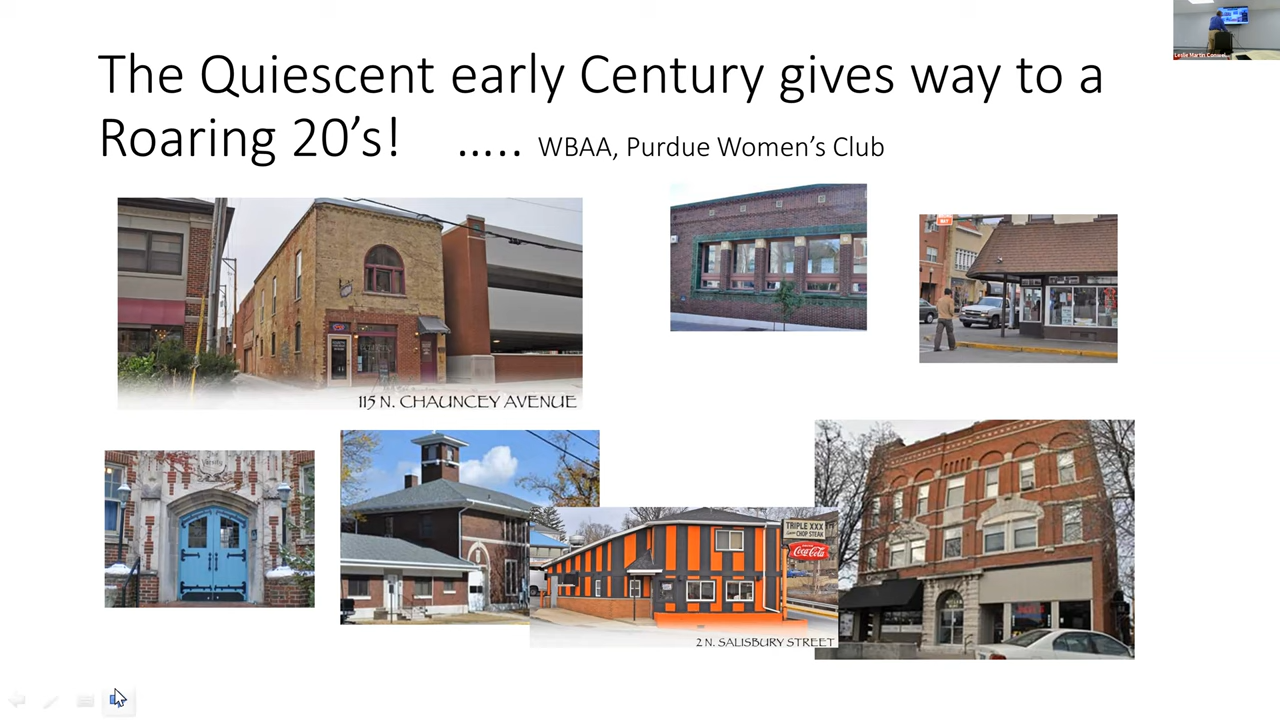 The Quiescent early Century gives way to a
Roaring 20's! ..... WBAA, Purdue Women's Club
115 N. CHAUNCEY AVENUE
TRIPLE XXX
CHOP STEAK
Coca-Cola
2 N. SALISBURY STREET